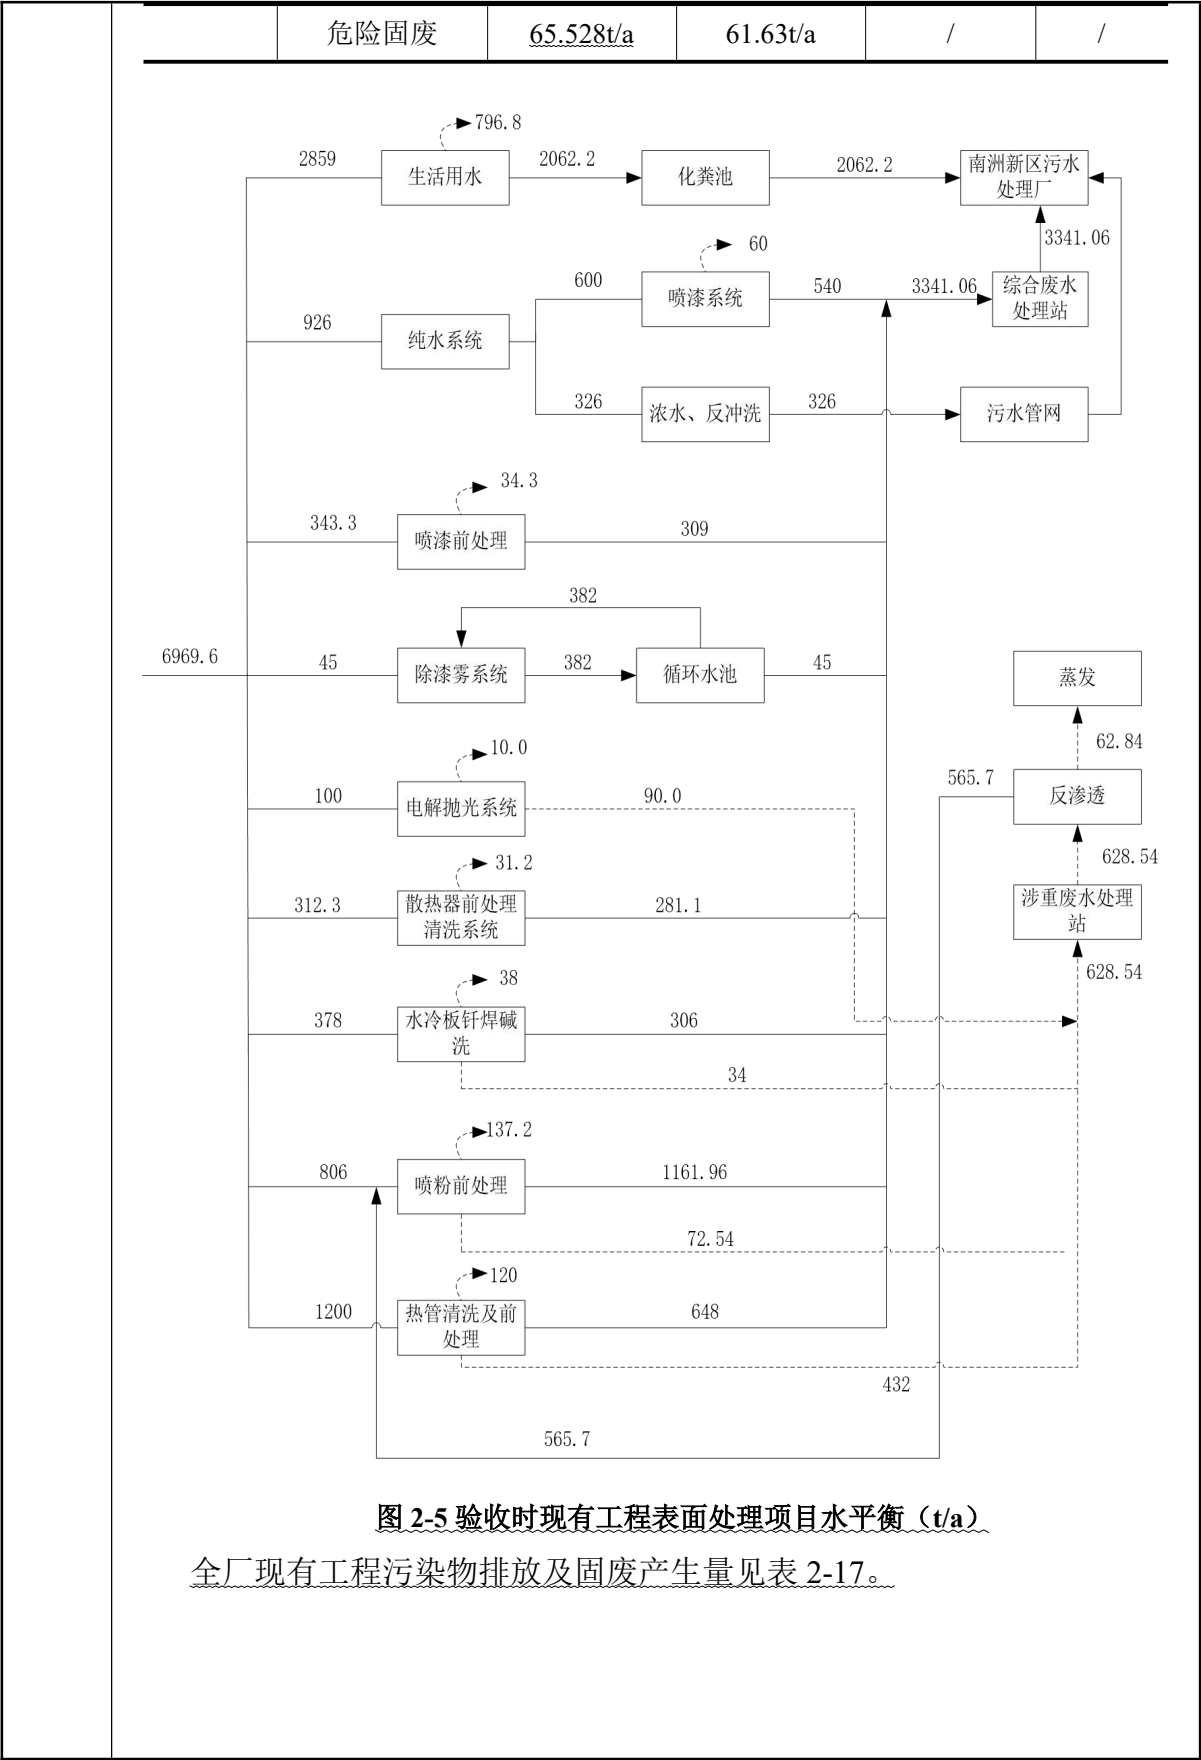 危险固废 65.528t/a 61.63t/a / /
796.8
2859 生活用水 2062.2 化粪池 2062.2 南洲新区污水
处理厂
3341.06
60
600 喷漆系统 540 3341.06 综合废水
处理站
926 纯水系统
326 浓水、反冲洗 326 污水管网
34.3
343.3 喷漆前处理 309
382
6969.6 45 除漆雾系统 382 循环水池 45
蒸发
62.84
10.0
100 电解抛光系统 90.0
565.7 反渗透
628.54
31.2
312.3 散热器前处理
清洗系统
281.1
涉重废水处理
站
628.54
38
378 水冷板钎焊碱
洗
306
34
137.2
806 喷粉前处理 1161.96
72.54
120
1200 热管清洗及前
处理
648
432
565.7
图 2-5 验收时现有工程表面处理项目水平衡（t/a）
全厂现有工程污染物排放及固废产生量见表 2-17。